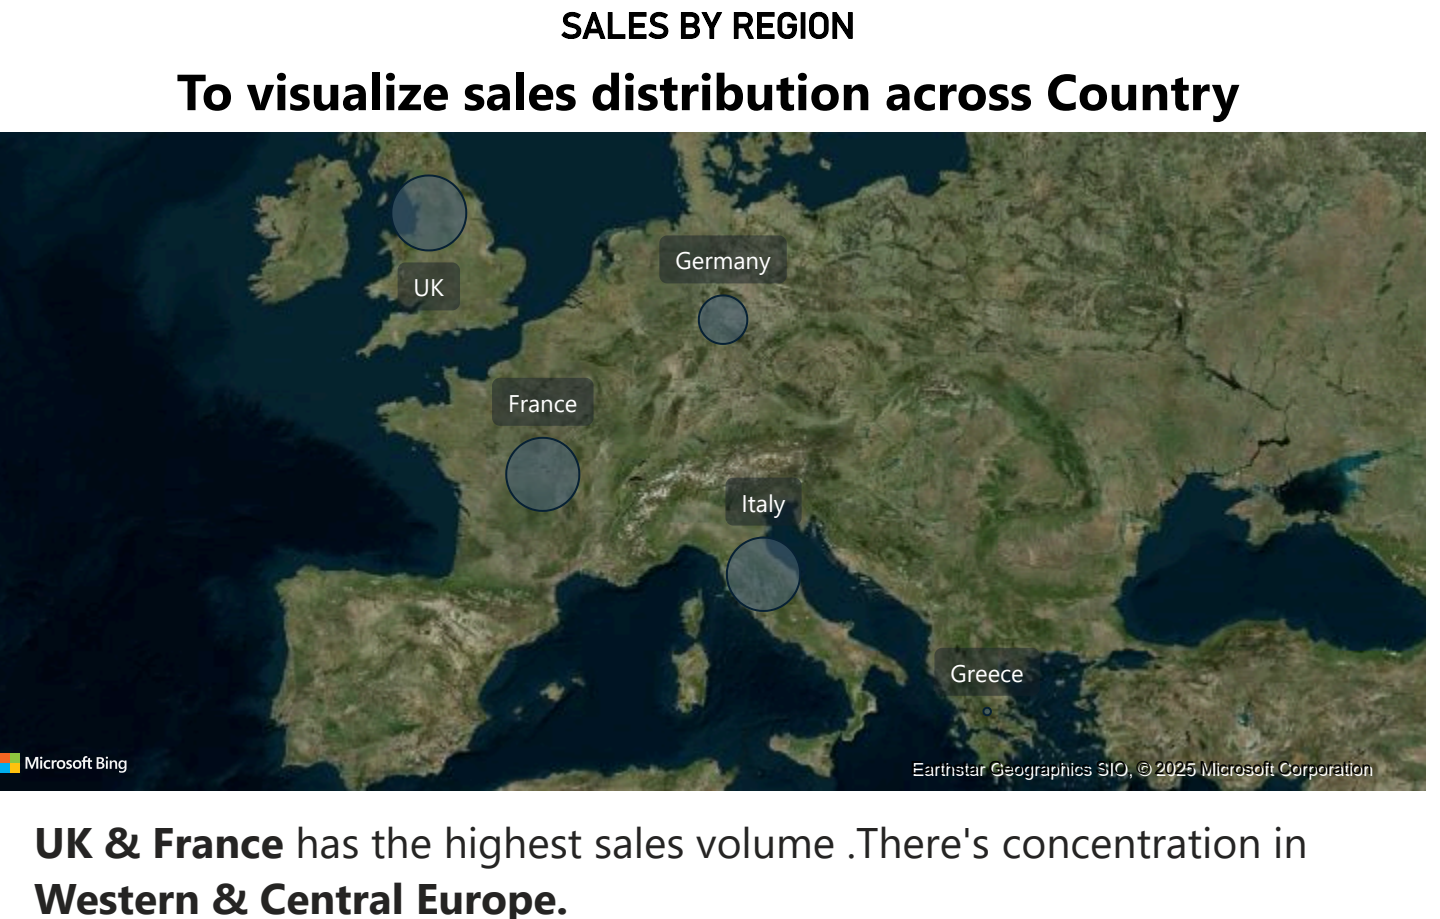 SALES BY REGION
To visualize sales distribution across Country
UK
Germany
France
Italy
Greece
Microsoft Bing
Earthstar Geographics SIO, © 2025 Microsoft Corporation
UK & France has the highest sales volume .There's concentration in
Western & Central Europe.